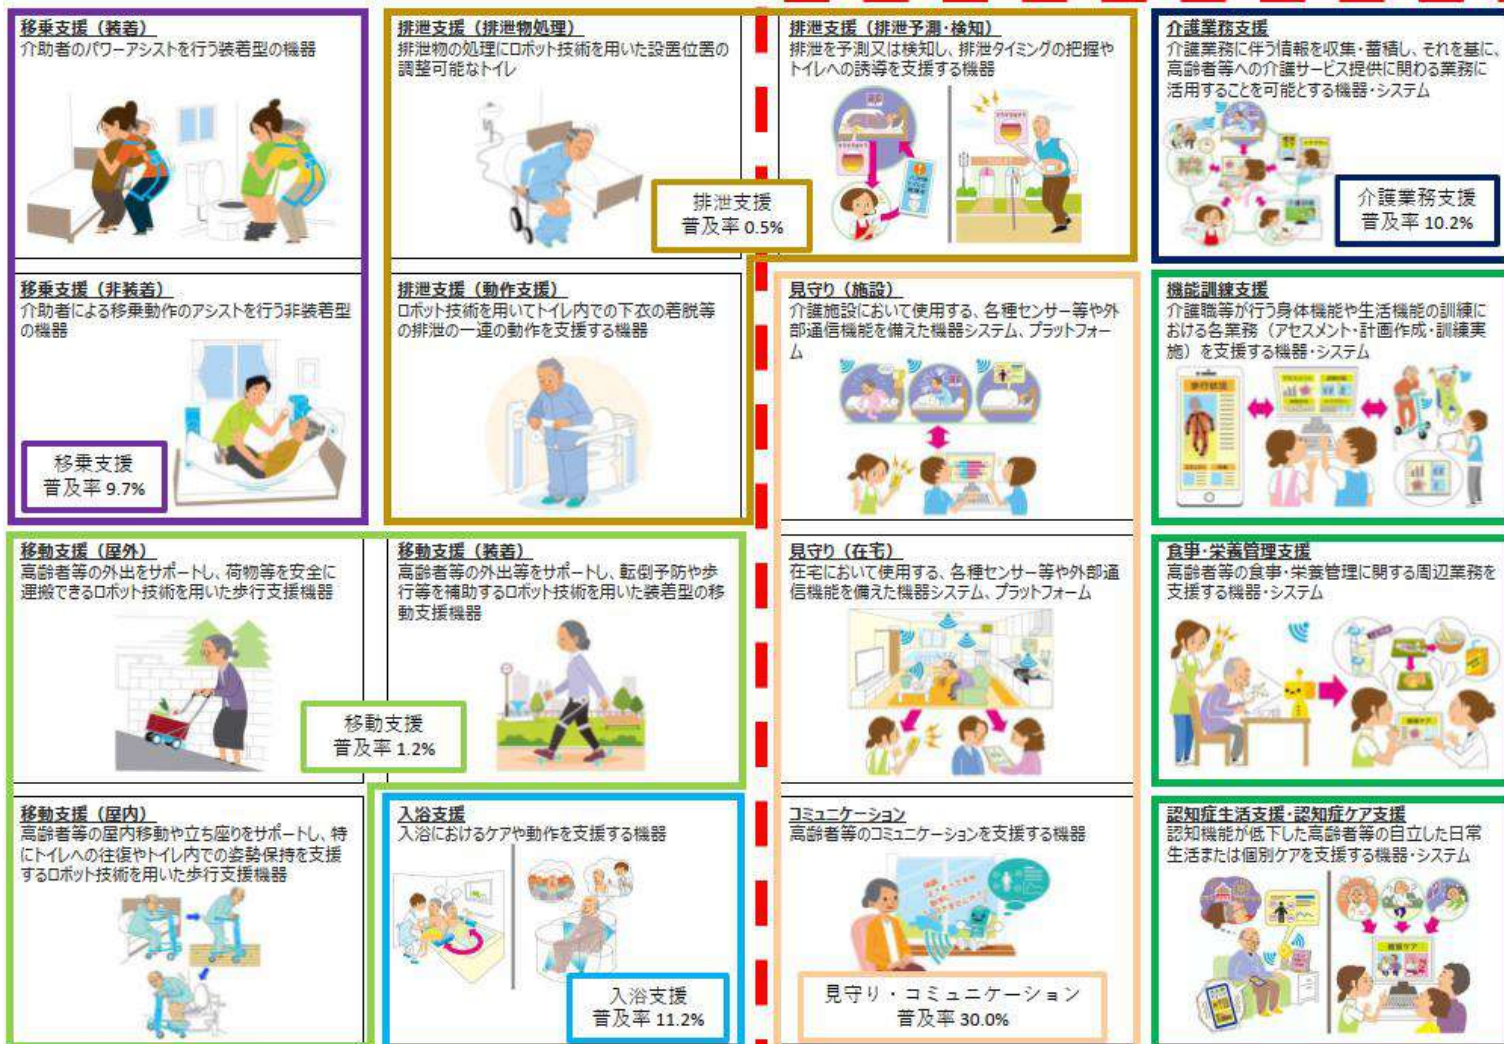 移乗支援（装着）
介助者のパワーアシストを行う装着型の機器
排泄支援（排泄物処理）
排泄物の処理にロボット技術を用いた設置位置の
調整可能なトイレ
排泄支援（排泄予測・検知）
排泄を予測又は検知し、排泄タイミングの把握や
トイレへの誘導を支援する機器
介護業務支援
介護業務に伴う情報を収集・蓄積し、それを基に、
高齢者等への介護サービス提供に関わる業務に
活用することを可能とする機器・システム
排泄支援
普及率 0.5%
介護業務支援
普及率 10.2%
移乗支援（非装着）
介助者による移乗動作のアシストを行う非装着型
の機器
移乗支援
普及率 9.7%
排泄支援（動作支援）
ロボット技術を用いてトイレ内での下衣の着脱等
の排泄の一連の動作を支援する機器
見守り（施設）
介護施設において使用する、各種センサー等や外
部通信機能を備えた機器システム、プラットフォー
ム
機能訓練支援
介護職等が行う身体機能や生活機能の訓練に
おける各業務（アセスメント・計画作成・訓練実
施）を支援する機器・システム
歩行状況
移動支援（屋外）
高齢者等の外出をサポートし、荷物等を安全に
運搬できるロボット技術を用いた歩行支援機器
移動支援（装着）
高齢者等の外出等をサポートし、転倒予防や歩
行等を補助するロボット技術を用いた装着型の移
動支援機器
移動支援
普及率 1.2%
見守り（在宅）
在宅において使用する、各種センサー等や外部通
信機能を備えた機器システム、プラットフォーム
食事・栄養管理支援
高齢者等の食事・栄養管理に関する周辺業務を
支援する機器・システム
移動支援（屋内）
高齢者等の屋内移動や立ち座りをサポートし、特
にトイレへの往復やトイレ内での姿勢保持を支援
するロボット技術を用いた歩行支援機器
入浴支援
入浴におけるケアや動作を支援する機器
入浴支援
普及率 11.2%
コミュニケーション
高齢者等のコミュニケーションを支援する機器
見守り・コミュニケーション
普及率 30.0%
認知症生活支援・認知症ケア支援
認知機能が低下した高齢者等の自立した日常
生活または個別ケアを支援する機器・システム